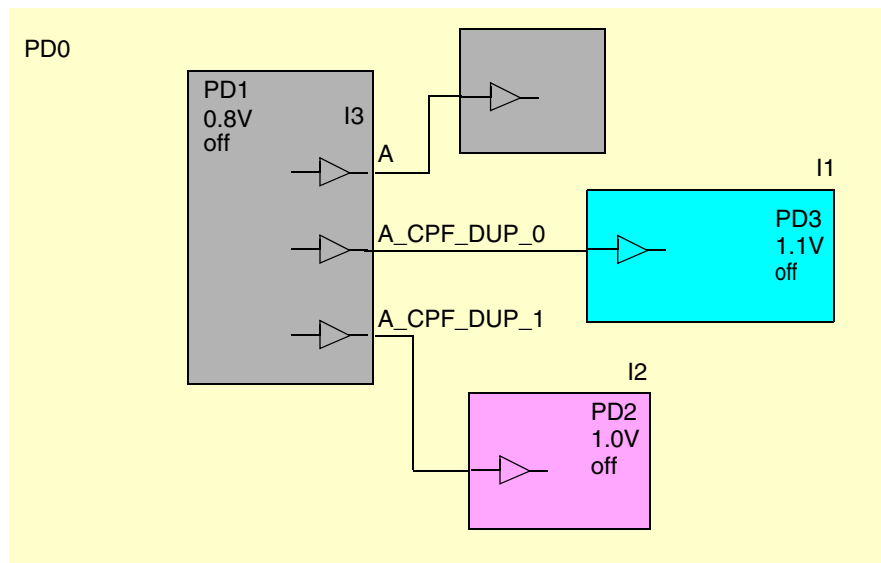 PD0
PD1
0.8V
off
I3
A
I1
PD3
1.1V
off
A_CPF_DUP_0
A_CPF_DUP_1
I2
PD2
1.0V
off